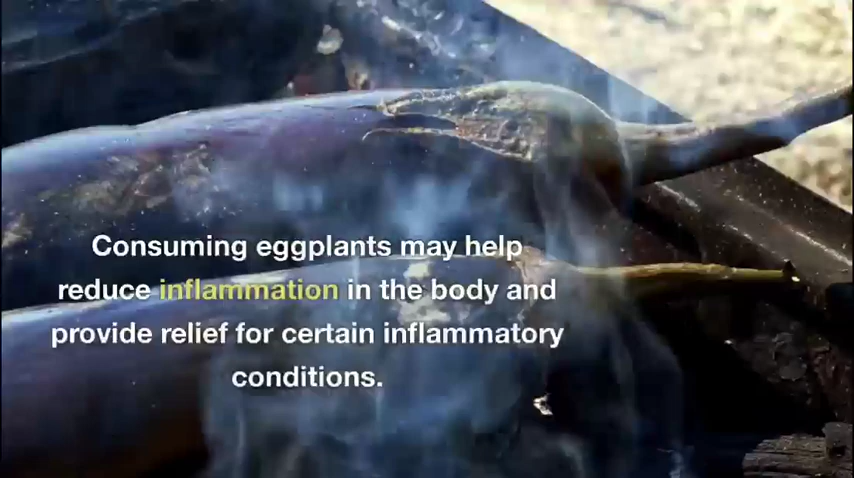 Consuming eggplants may help
reduce inflammation in the body and
provide relief for certain inflammatory
conditions.